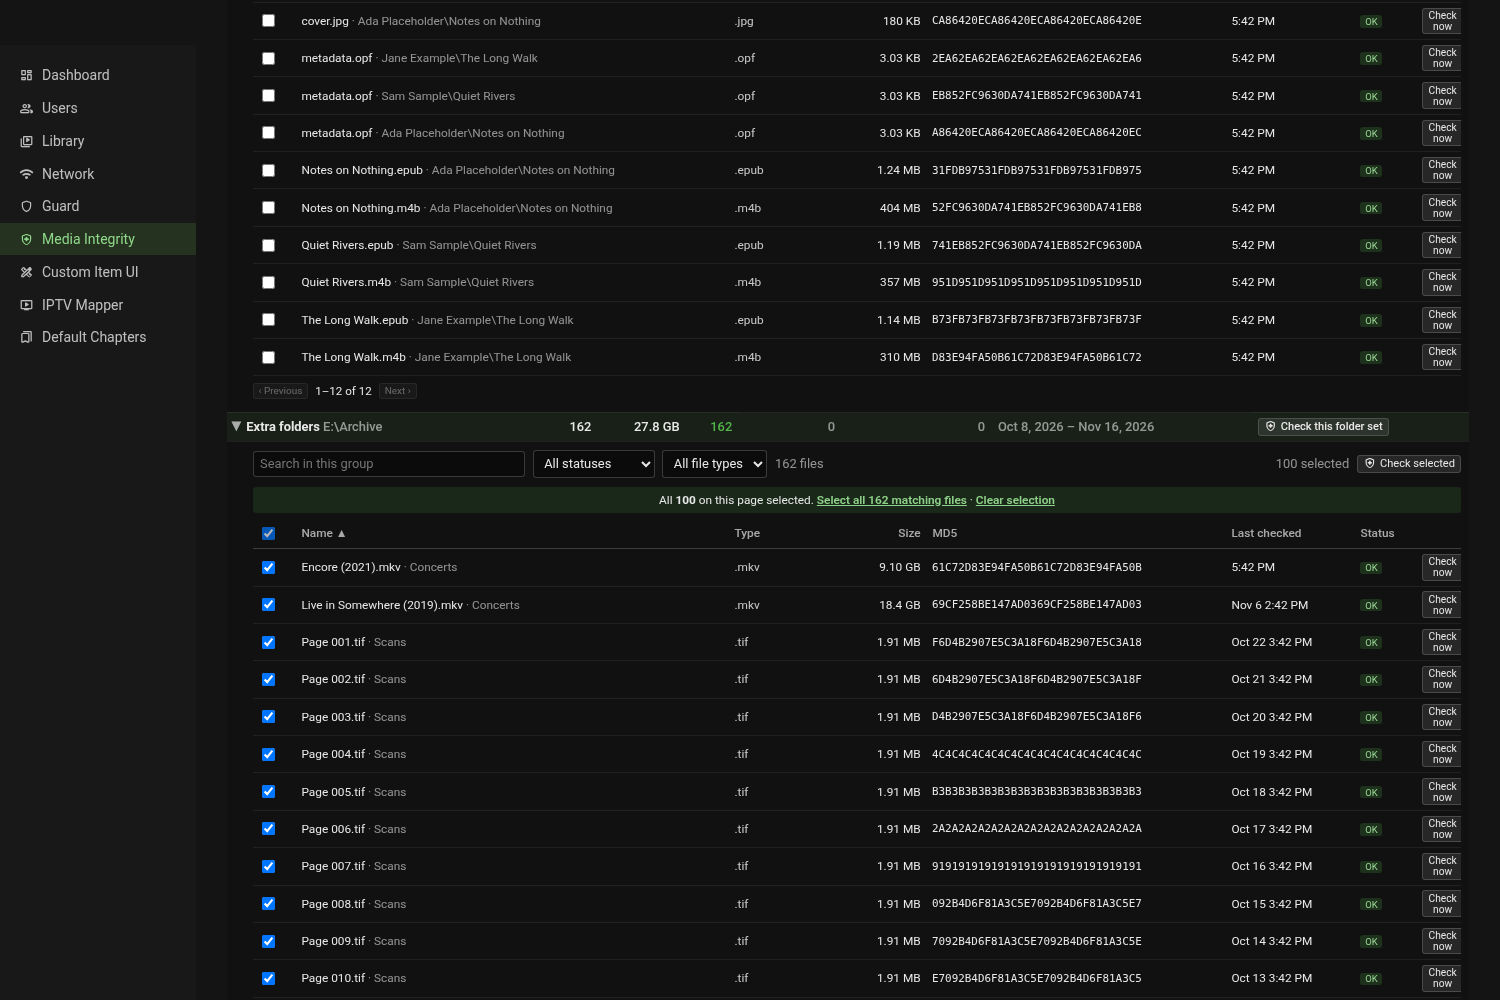 Dashboard
Users
Library
Network
Guard
Media Integrity
Custom Item UI
IPTV Mapper
Default Chapters
cover.jpg · Ada Placeholder\Notes on Nothing .jpg 180 KB CA86420ECA86420ECA86420ECA86420E 5:42 PM OK Check now
metadata.opf · Jane Example\The Long Walk .opf 3.03 KB 2EA62EA62EA62EA62EA62EA62EA62EA6 5:42 PM OK Check now
metadata.opf · Sam Sample\Quiet Rivers .opf 3.03 KB EB852FC9630DA741EB852FC9630DA741 5:42 PM OK Check now
metadata.opf · Ada Placeholder\Notes on Nothing .opf 3.03 KB A86420ECA86420ECA86420ECA86420EC 5:42 PM OK Check now
Notes on Nothing.epub · Ada Placeholder\Notes on Nothing .epub 1.24 MB 31FDB97531FDB97531FDB97531FDB975 5:42 PM OK Check now
Notes on Nothing.m4b · Ada Placeholder\Notes on Nothing .m4b 404 MB 52FC9630DA741EB852FC9630DA741EB8 5:42 PM OK Check now
Quiet Rivers.epub · Sam Sample\Quiet Rivers .epub 1.19 MB 741EB852FC9630DA741EB852FC9630DA 5:42 PM OK Check now
Quiet Rivers.m4b · Sam Sample\Quiet Rivers .m4b 357 MB 951D951D951D951D951D951D951D951D 5:42 PM OK Check now
The Long Walk.epub · Jane Example\The Long Walk .epub 1.14 MB B73FB73FB73FB73FB73FB73FB73FB73F 5:42 PM OK Check now
The Long Walk.m4b · Jane Example\The Long Walk .m4b 310 MB D83E94FA50B61C72D83E94FA50B61C72 5:42 PM OK Check now
‹ Previous 1–12 of 12 Next ›
▼ Extra folders E:\Archive 162 27.8 GB 162 0 0 Oct 8, 2026 – Nov 16, 2026 Check this folder set
Search in this group All statuses All file types 162 files 100 selected Check selected
All 100 on this page selected. Select all 162 matching files · Clear selection
Name ▲ Type Size MD5 Last checked Status
Encore (2021).mkv · Concerts .mkv 9.10 GB 61C72D83E94FA50B61C72D83E94FA50B 5:42 PM OK Check now
Live in Somewhere (2019).mkv · Concerts .mkv 18.4 GB 69CF258BE147AD0369CF258BE147AD03 Nov 6 2:42 PM OK Check now
Page 001.tif · Scans .tif 1.91 MB F6D4B2907E5C3A18F6D4B2907E5C3A18 Oct 22 3:42 PM OK Check now
Page 002.tif · Scans .tif 1.91 MB 6D4B2907E5C3A18F6D4B2907E5C3A18F Oct 21 3:42 PM OK Check now
Page 003.tif · Scans .tif 1.91 MB D4B2907E5C3A18F6D4B2907E5C3A18F6 Oct 20 3:42 PM OK Check now
Page 004.tif · Scans .tif 1.91 MB 4C4C4C4C4C4C4C4C4C4C4C4C4C4C4C4C Oct 19 3:42 PM OK Check now
Page 005.tif · Scans .tif 1.91 MB B3B3B3B3B3B3B3B3B3B3B3B3B3B3B3B3 Oct 18 3:42 PM OK Check now
Page 006.tif · Scans .tif 1.91 MB 2A2A2A2A2A2A2A2A2A2A2A2A2A2A2A2A Oct 17 3:42 PM OK Check now
Page 007.tif · Scans .tif 1.91 MB 91919191919191919191919191919191 Oct 16 3:42 PM OK Check now
Page 008.tif · Scans .tif 1.91 MB 092B4D6F81A3C5E7092B4D6F81A3C5E7 Oct 15 3:42 PM OK Check now
Page 009.tif · Scans .tif 1.91 MB 7092B4D6F81A3C5E7092B4D6F81A3C5E Oct 14 3:42 PM OK Check now
Page 010.tif · Scans .tif 1.91 MB E7092B4D6F81A3C5E7092B4D6F81A3C5 Oct 13 3:42 PM OK Check now